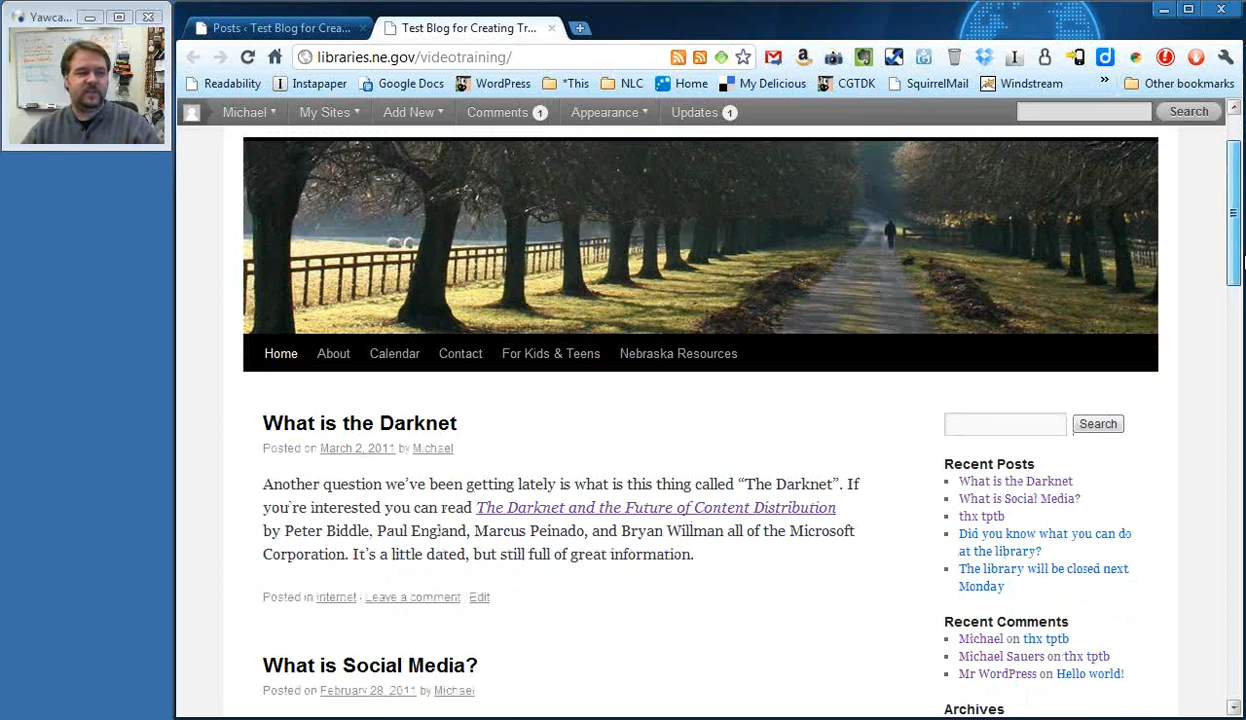 Yawca...
Posts ‹ Test Blog for Crea...
Test Blog for Creating Tr...
libraries.ne.gov/videotraining/
Readability
Instapaper
Google Docs
WordPress
*This
NLC
Home
My Delicious
CGTDK
SquirrelMail
Windstream
»
Other bookmarks
Michael
My Sites
Add New
Comments 1
Appearance
Updates 1
Search
Home
About
Calendar
Contact
For Kids & Teens
Nebraska Resources
What is the Darknet
Posted on March 2, 2011 by Michael
Another question we’ve been getting lately is what is this thing called “The Darknet”. If
you’re interested you can read The Darknet and the Future of Content Distribution
by Peter Biddle, Paul England, Marcus Peinado, and Bryan Willman all of the Microsoft
Corporation. It’s a little dated, but still full of great information.
Posted in Internet | Leave a comment | Edit
What is Social Media?
Posted on February 28, 2011 by Michael
Search
Recent Posts
What is the Darknet
What is Social Media?
thx tptb
Did you know what you can do
at the library?
The library will be closed next
Monday
Recent Comments
Michael on thx tptb
Michael Sauers on thx tptb
Mr WordPress on Hello world!
Archives